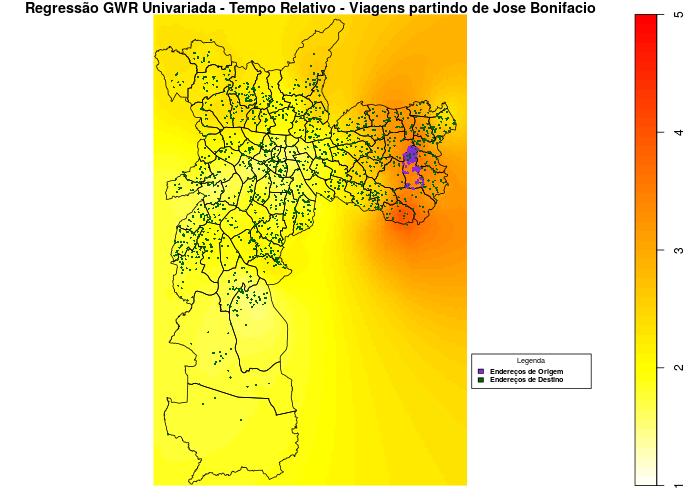 Regressão GWR Univariada - Tempo Relativo - Viagens partindo de Jose Bonifacio
5
4
3
2
1
Legenda
Endereços de Origem
Endereços de Destino